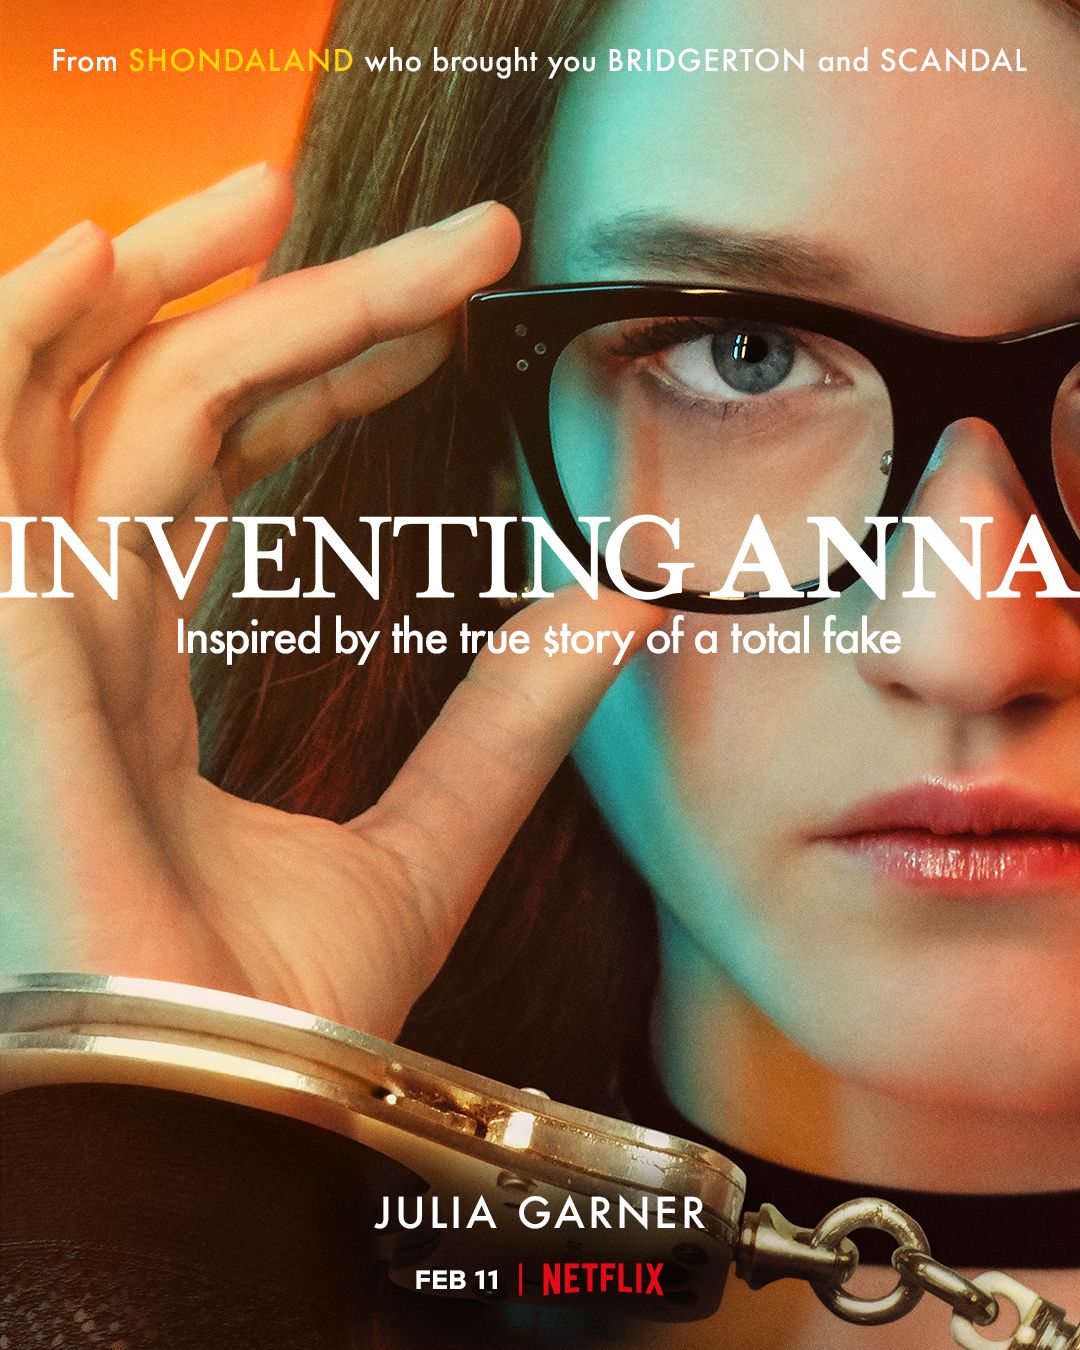 From SHONDALAND who brought you BRIDGERTON and SCANDAL
INVENTING ANNA
Inspired by the true $tory of a total fake
JULIA GARNER
FEB 11 | NETFLIX